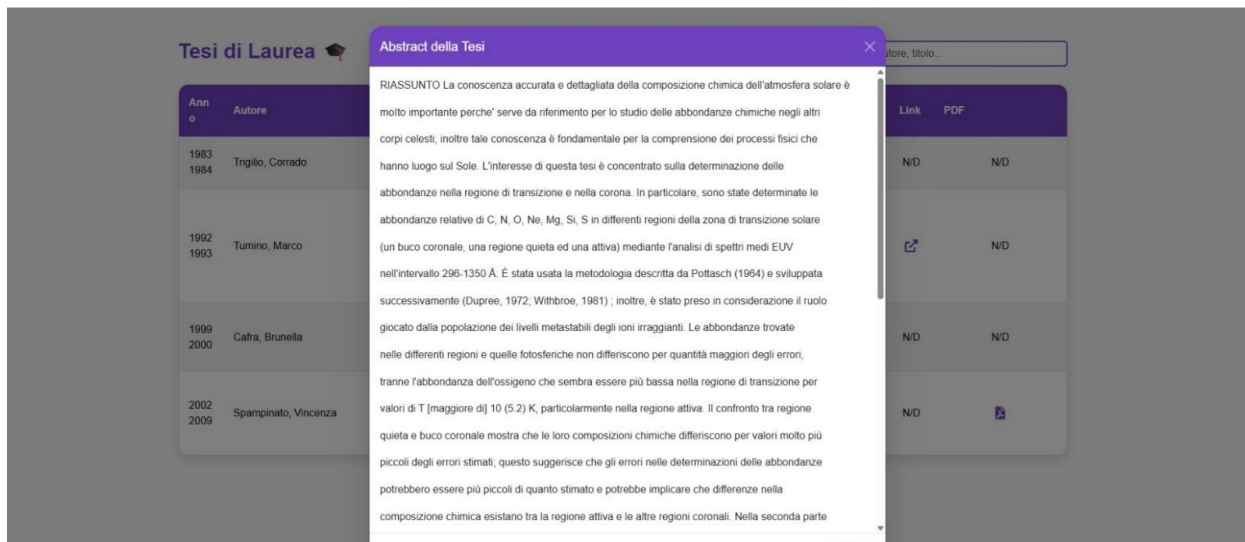 Tesi di Laurea
Abstract della Tesi
utore, titolo...
Ann
o
Autore
Link
PDF
1983
1984
Trigilio, Corrado
N/D
N/D
1992
1993
Tumino, Marco
N/D
1999
2000
Cafra, Brunella
N/D
N/D
2002
2009
Spampinato, Vincenza
N/D
RIASSUNTO La conoscenza accurata e dettagliata della composizione chimica dell'atmosfera solare è
molto importante perche' serve da riferimento per lo studio delle abbondanze chimiche negli altri
corpi celesti; inoltre tale conoscenza è fondamentale per la comprensione dei processi fisici che
hanno luogo sul Sole. L'interesse di questa tesi è concentrato sulla determinazione delle
abbondanze nella regione di transizione e nella corona. In particolare, sono state determinate le
abbondanze relative di C, N, O, Ne, Mg, Si, S in differenti regioni della zona di transizione solare
(un buco coronale, una regione quieta ed una attiva) mediante l'analisi di spettri medi EUV
nell'intervallo 296-1350 Å. É stata usata la metodologia descritta da Pottasch (1964) e sviluppata
successivamente (Dupree, 1972; Withbroe, 1981) ; inoltre, è stato preso in considerazione il ruolo
giocato dalla popolazione dei livelli metastabili degli ioni irraggianti. Le abbondanze trovate
nelle differenti regioni e quelle fotosferiche non differiscono per quantità maggiori degli errori,
tranne l'abbondanza dell'ossigeno che sembra essere più bassa nella regione di transizione per
valori di T [maggiore di] 10 (5.2) K, particolarmente nella regione attiva. Il confronto tra regione
quieta e buco coronale mostra che le loro composizioni chimiche differiscono per valori molto più
piccoli degli errori stimati; questo suggerisce che gli errori nelle determinazioni delle abbondanze
potrebbero essere più piccoli di quanto stimato e potrebbe implicare che differenze nella
composizione chimica esistano tra la regione attiva e le altre regioni coronali. Nella seconda parte